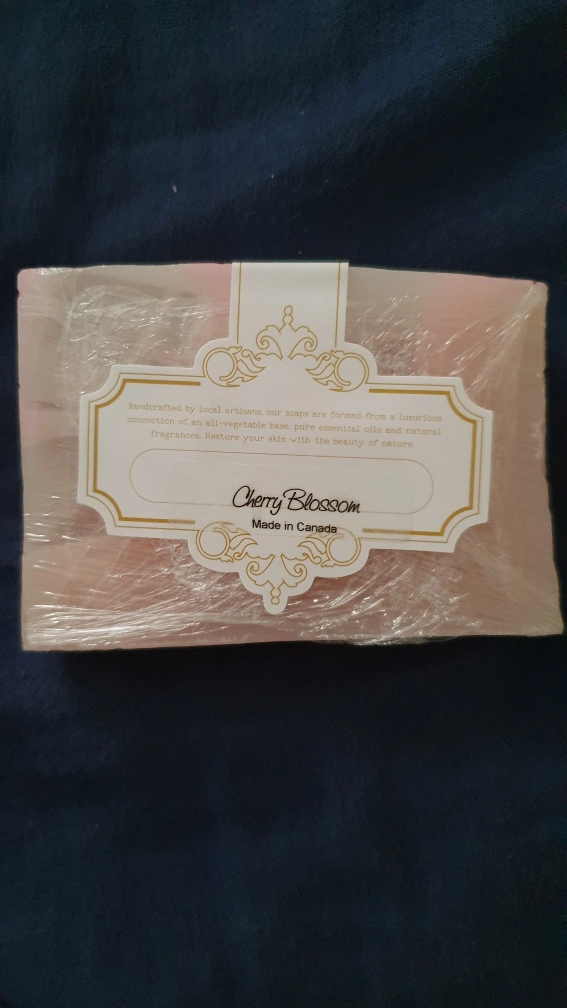 Handcrafted by local artisans, our soaps are formed from a luxurious
concoction of an all-vegetable base, pure essential oils and natural
fragrances. Restore your skin with the beauty of nature.
Cherry Blossom
Made in Canada